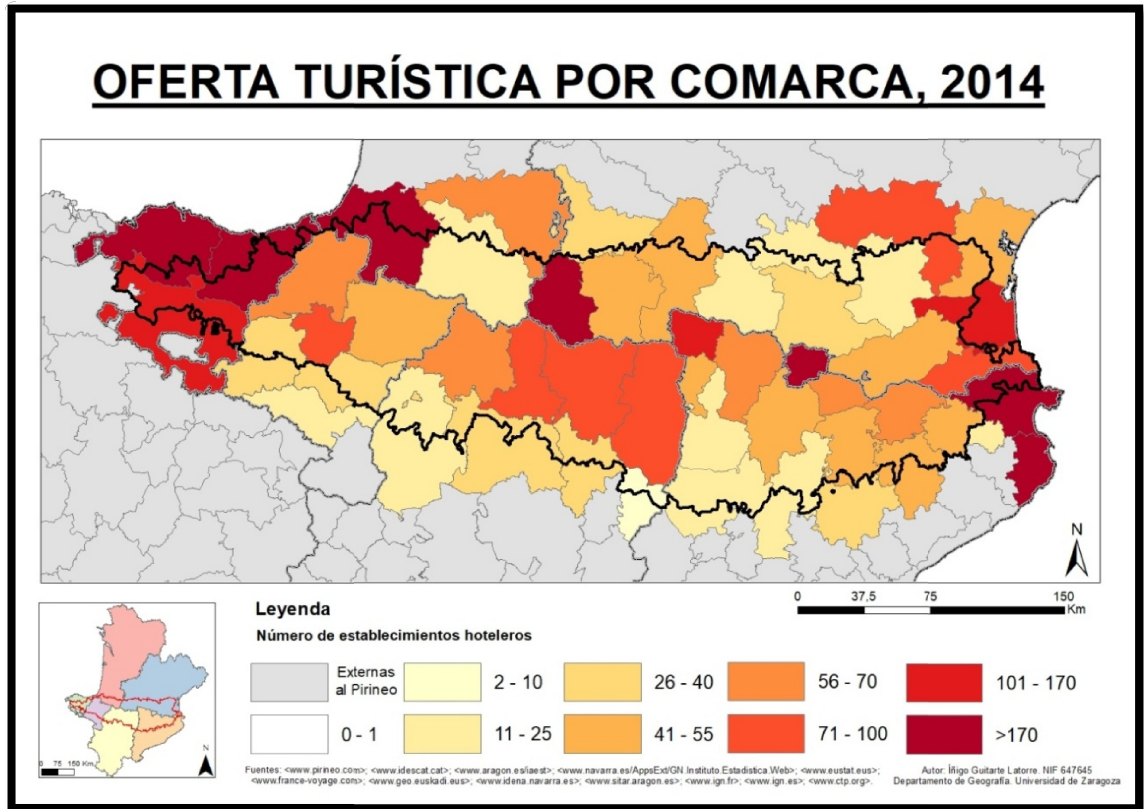 OFERTA TURÍSTICA POR COMARCA, 2014
N
0 37,5 75 150
Km
Leyenda
Número de establecimientos hoteleros
Externas
al Pirineo
2 - 10
26 - 40
56 - 70
101 - 170
0 - 1
11 - 25
41 - 55
71 - 100
>170
N
0 75 150 Km
Fuentes: <www.pirineo.com>; <www.idescat.cat>; <www.aragon.es/iaest>; <www.navarra.es/AppsExt/GN.Instituto.Estadistica.Web>; <www.eustat.eus>;
<www.france-voyage.com>; <www.geo.euskadi.eus>; <www.idena.navarra.es>; <www.sitar.aragon.es>; <www.ign.fr>; <www.ign.es>; <www.ctp.org>.
Autor: Íñigo Guitarte Latorre. NIF 647645
Departamento de Geografía. Universidad de Zaragoza